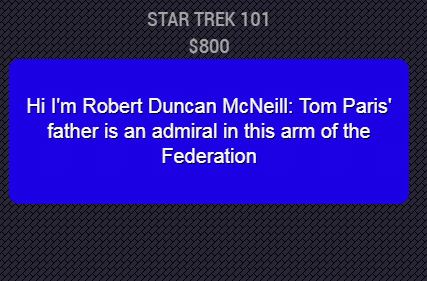 STAR TREK 101
$800
Hi I'm Robert Duncan McNeill: Tom Paris'
father is an admiral in this arm of the
Federation